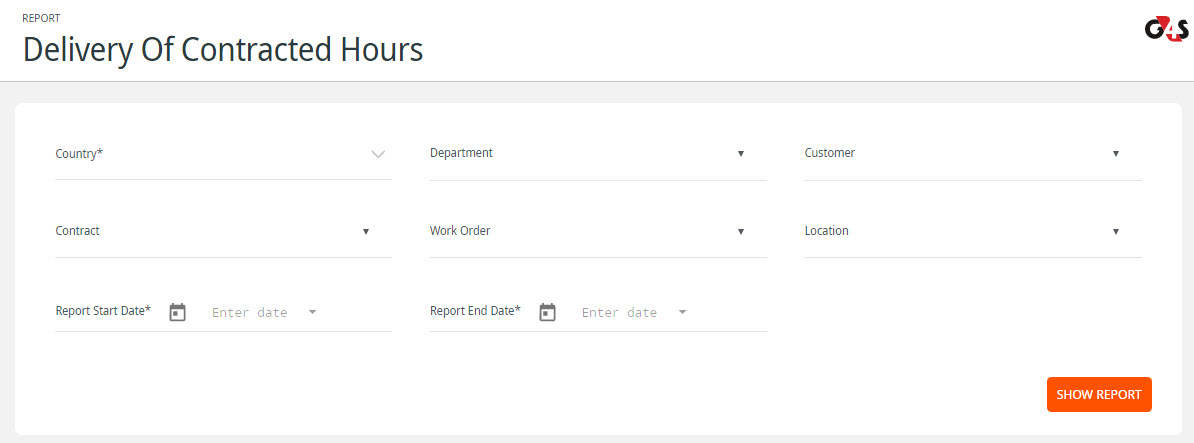 REPORT
Delivery Of Contracted Hours
G4S
Country*
Department
Customer
Contract
Work Order
Location
Report Start Date* Enter date
Report End Date* Enter date
SHOW REPORT